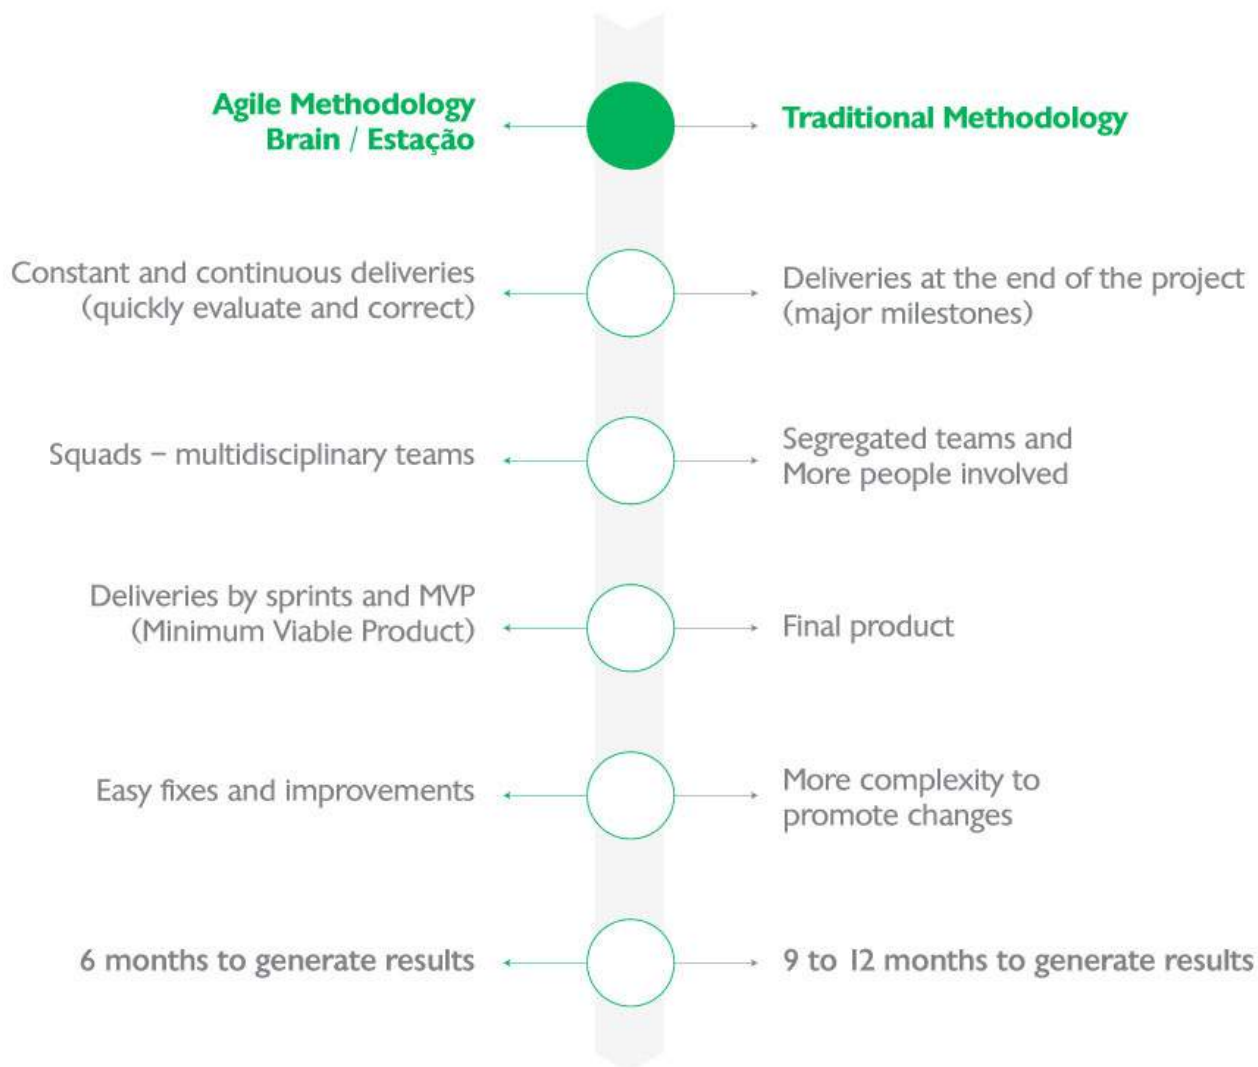 Agile Methodology
Brain / Estação
Traditional Methodology
Constant and continuous deliveries
(quickly evaluate and correct)
Deliveries at the end of the project
(major milestones)
Squads – multidisciplinary teams
Segregated teams and
More people involved
Deliveries by sprints and MVP
(Minimum Viable Product)
Final product
Easy fixes and improvements
More complexity to
promote changes
6 months to generate results
9 to 12 months to generate results